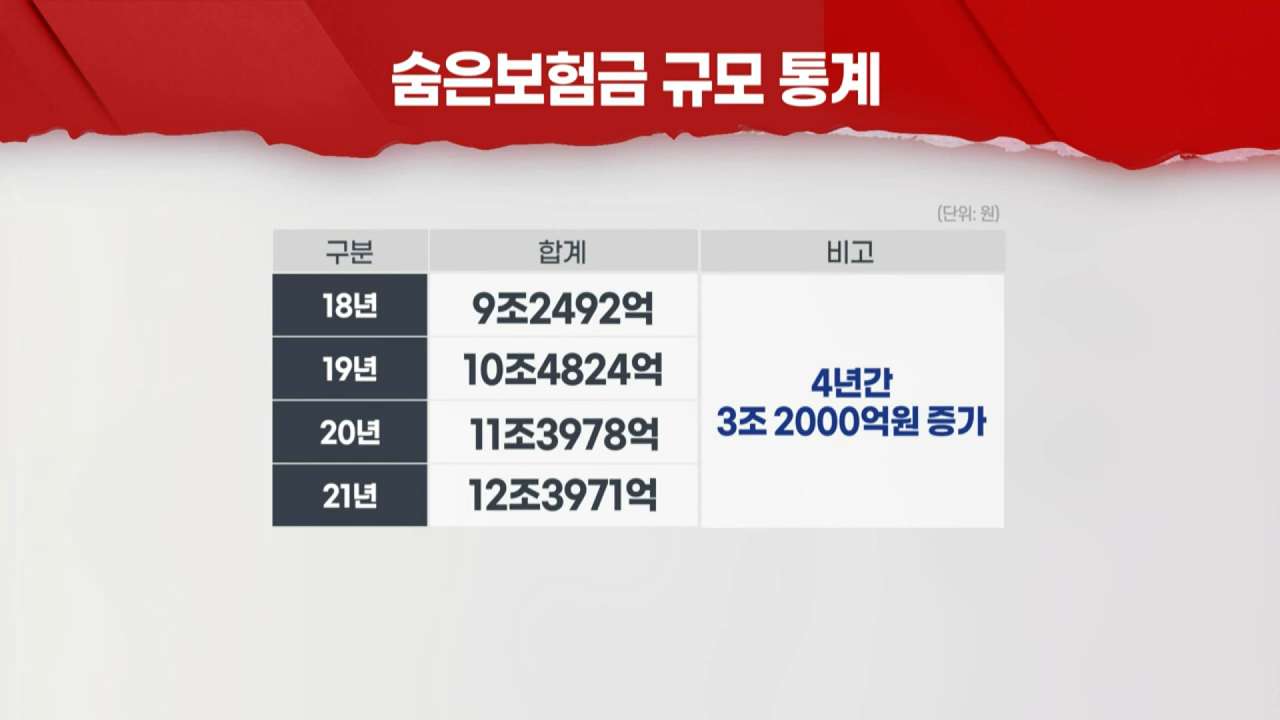 숨은보험금 규모 통계
(단위: 원)
구분 합계 비고
18년 9조2492억
19년 10조4824억
4년간
3조 2000억원 증가
20년 11조3978억
21년 12조3971억